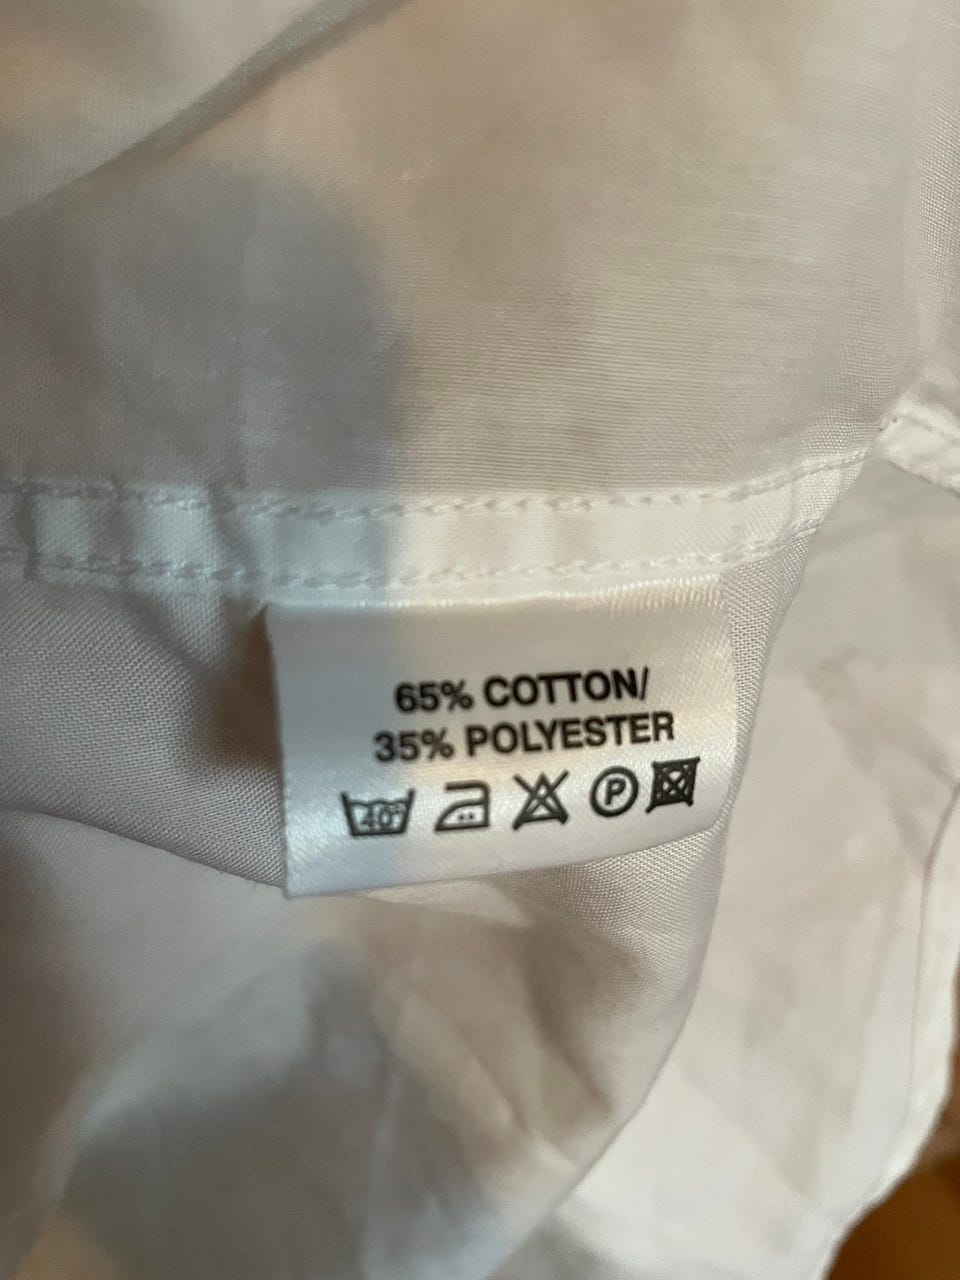 65% COTTON/
35% POLYESTER
40° P